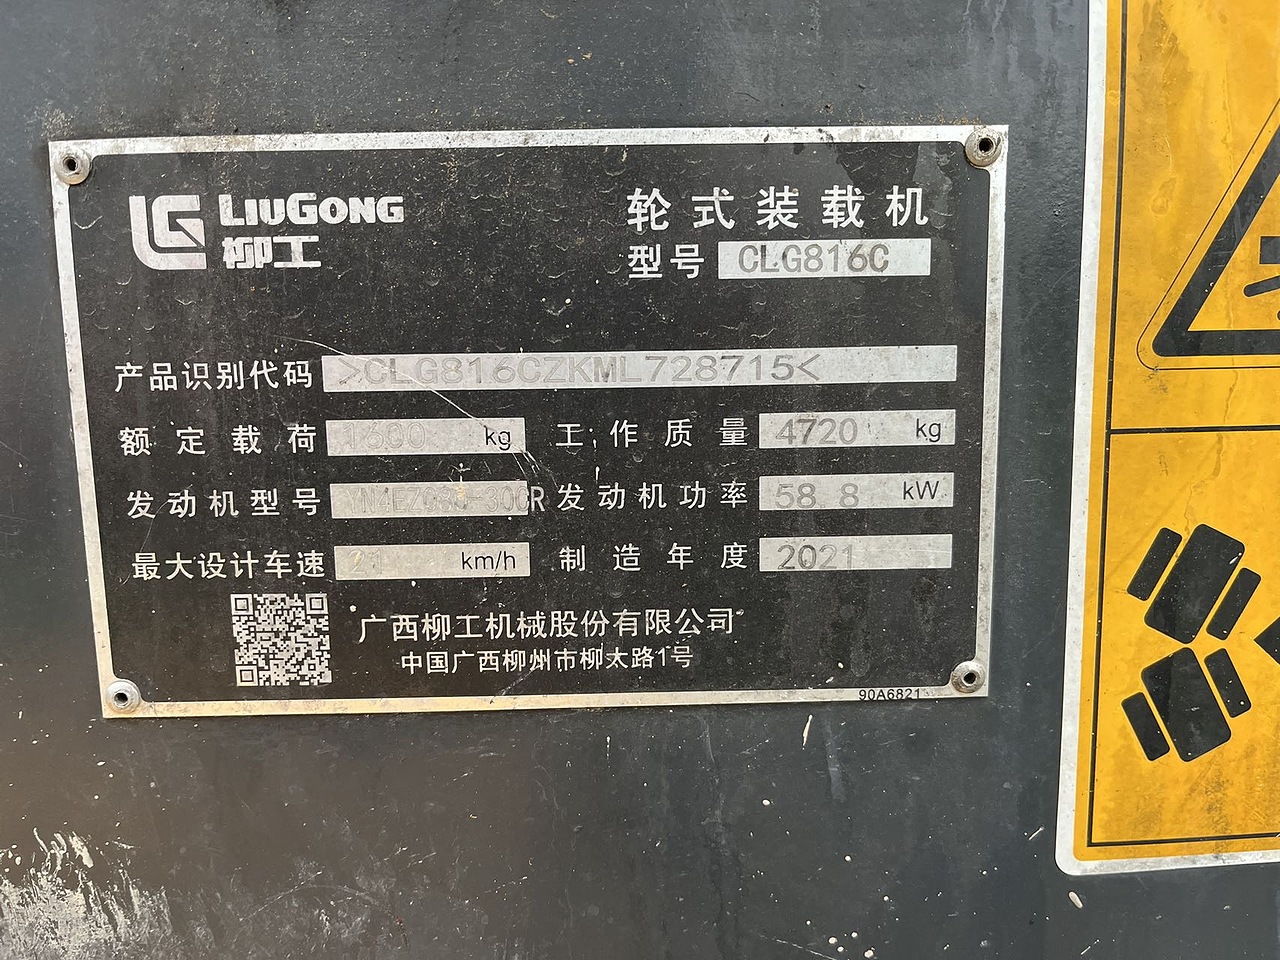 LIUGONG
柳工
轮式装载机
型号 CLG816C
产品识别代码 >CLG816CZKML728715<
额定载荷 1600 kg 工作质量 4720 kg
发动机型号 发动机功率 58.8 kW
最大设计车速 21 km/h 制造年度 2021
广西柳工机械股份有限公司
中国广西柳州市柳太路1号
90A6821